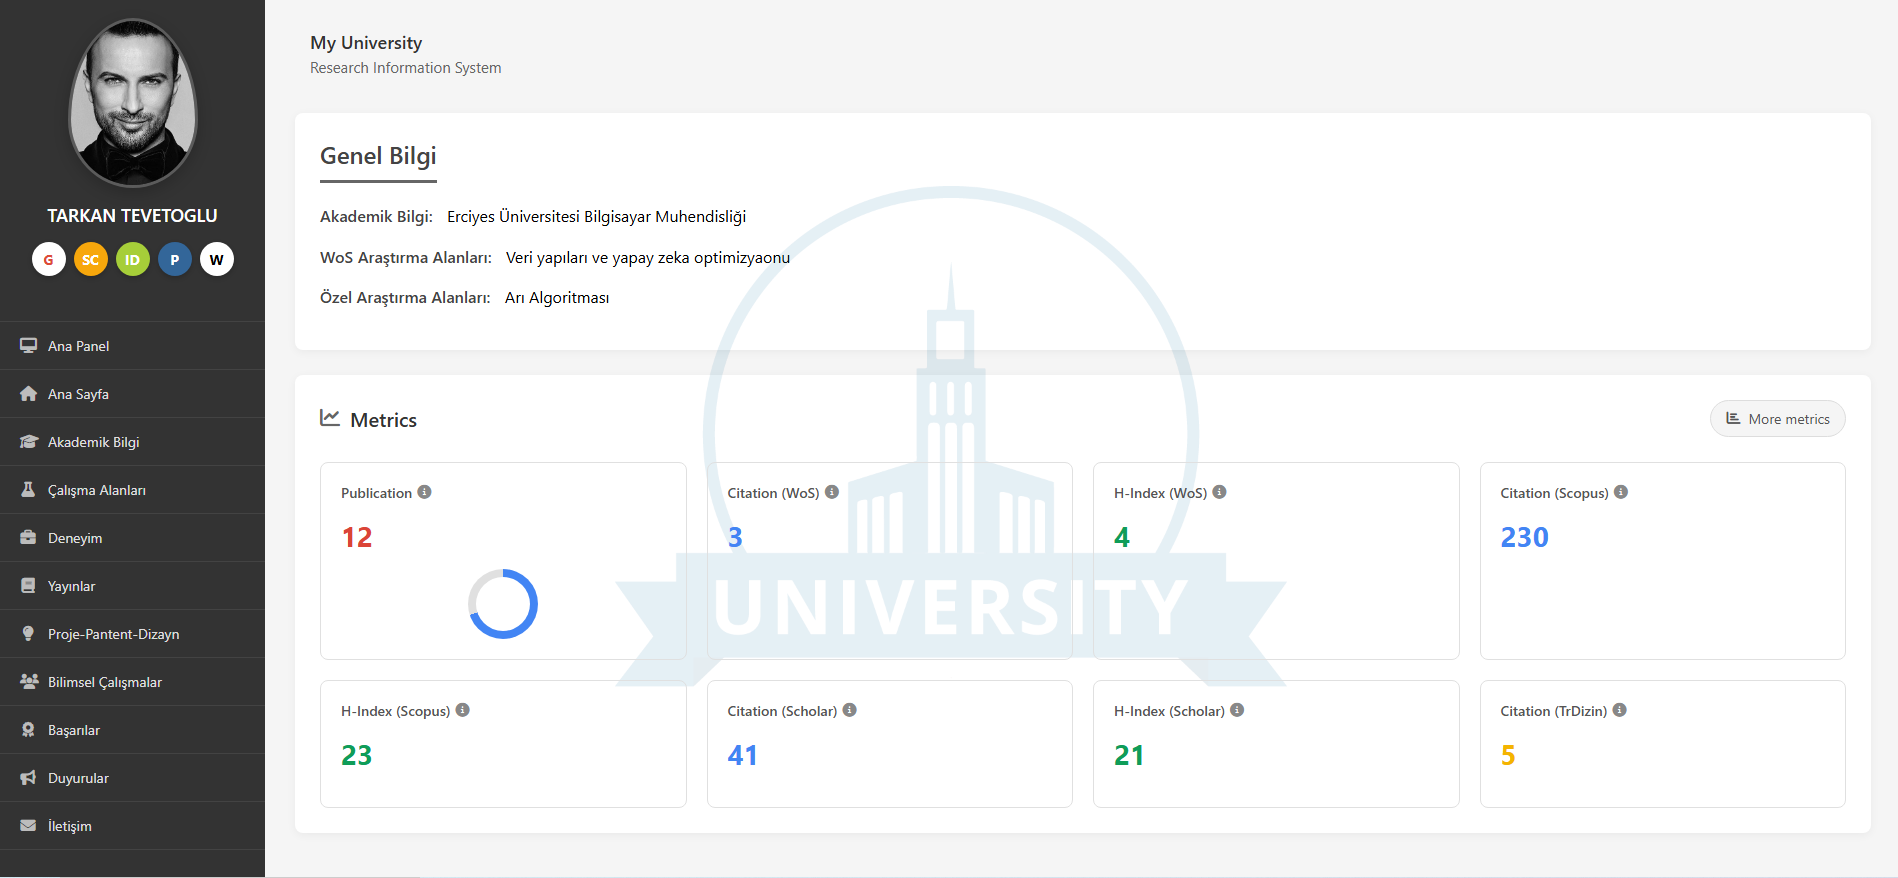 TARKAN TEVETOGLU
G SC ID P W
Ana Panel
Ana Sayfa
Akademik Bilgi
Çalışma Alanları
Deneyim
Yayınlar
Proje-Pantent-Dizayn
Bilimsel Çalışmalar
Başarılar
Duyurular
İletişim
My University
Research Information System
Genel Bilgi
Akademik Bilgi: Erciyes Üniversitesi Bilgisayar Muhendisliği
WoS Araştırma Alanları: Veri yapıları ve yapay zeka optimizyaonu
Özel Araştırma Alanları: Arı Algoritması
Metrics
More metrics
Publication
12
Citation (WoS)
3
H-Index (WoS)
4
Citation (Scopus)
230
UNIVERSITY
H-Index (Scopus)
23
Citation (Scholar)
41
H-Index (Scholar)
21
Citation (TrDizin)
5